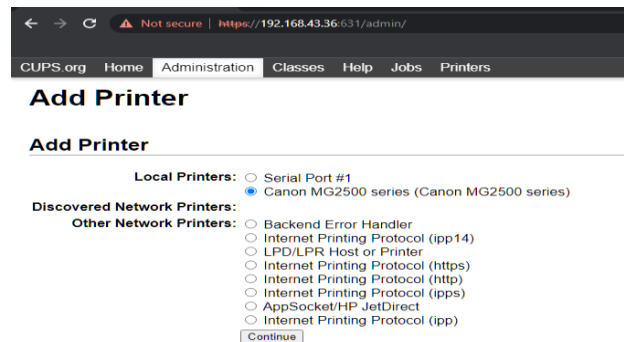 Not secure | https://192.168.43.36:631/admin/
CUPS.org Home Administration Classes Help Jobs Printers
Add Printer
Add Printer
Local Printers: Serial Port #1
Canon MG2500 series (Canon MG2500 series)
Discovered Network Printers:
Other Network Printers: Backend Error Handler
Internet Printing Protocol (ipp14)
LPD/LPR Host or Printer
Internet Printing Protocol (https)
Internet Printing Protocol (http)
Internet Printing Protocol (ipps)
AppSocket/HP JetDirect
Internet Printing Protocol (ipp)
Continue